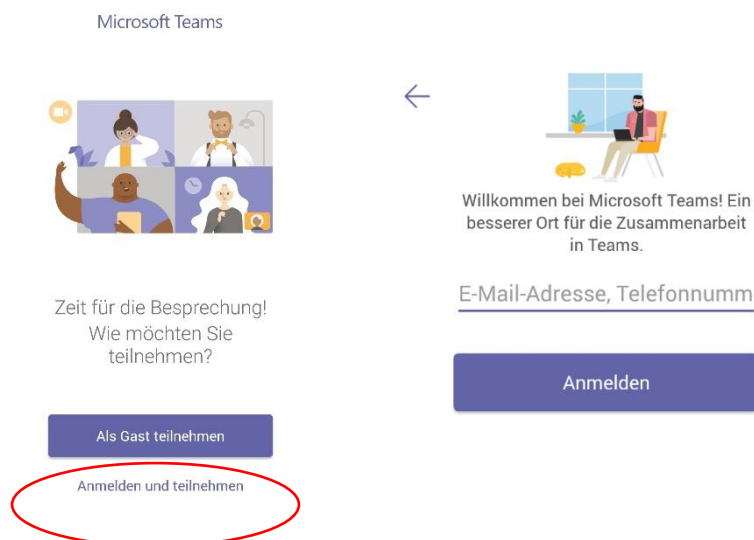 Microsoft Teams
Zeit für die Besprechung!
Wie möchten Sie
teilnehmen?
Als Gast teilnehmen
Anmelden und teilnehmen
Willkommen bei Microsoft Teams! Ein
besserer Ort für die Zusammenarbeit
in Teams.
E-Mail-Adresse, Telefonnumm
Anmelden